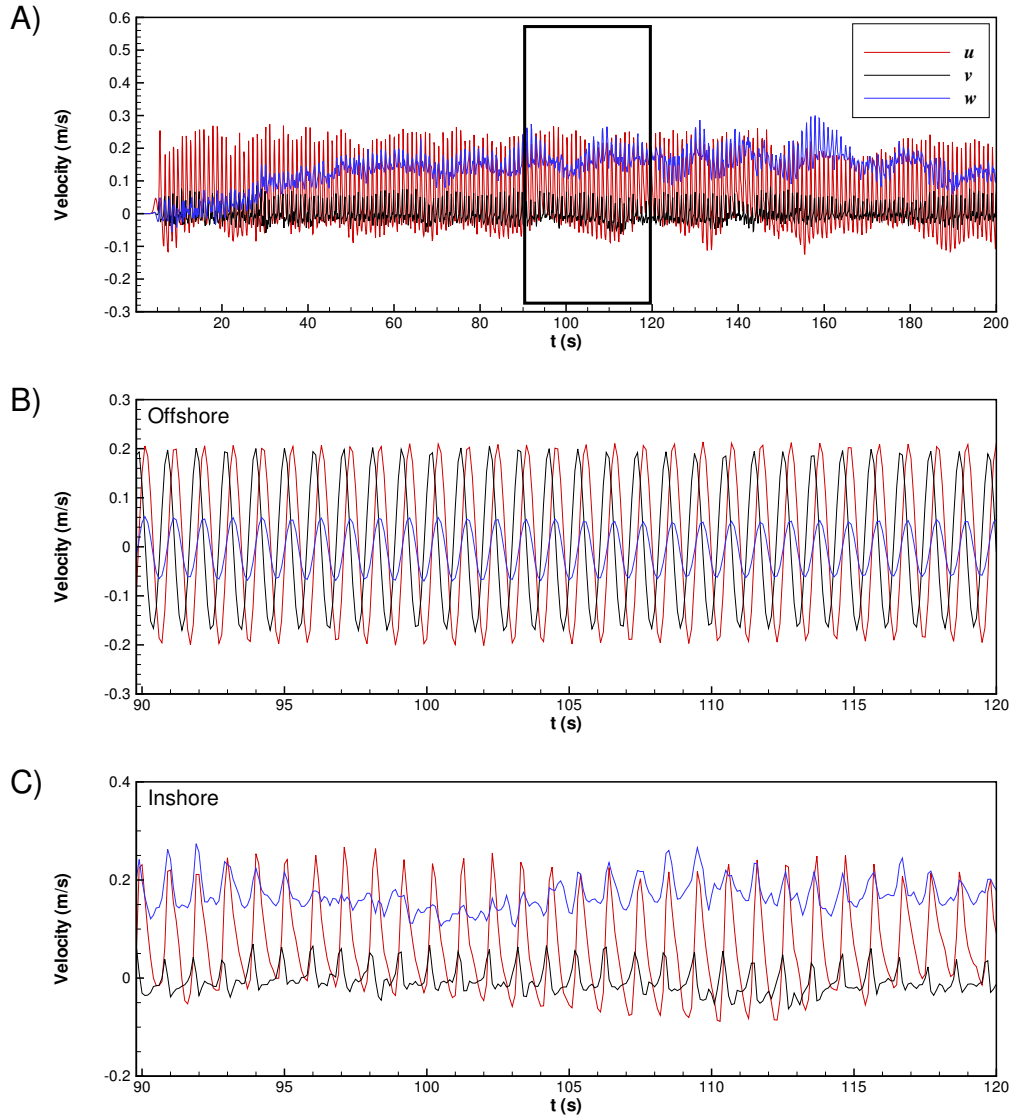 A)
Velocity (m/s)
0.6
0.5
0.4
0.3
0.2
0.1
0
-0.1
-0.2
-0.3
u
v
w
20 40 60 80 100 120 140 160 180 200
t (s)
B)
Velocity (m/s)
0.3
0.2
0.1
0
-0.1
-0.2
-0.3
Offshore
90 95 100 105 110 115 120
t (s)
C)
Velocity (m/s)
0.4
0.2
0
-0.2
Inshore
90 95 100 105 110 115 120
t (s)